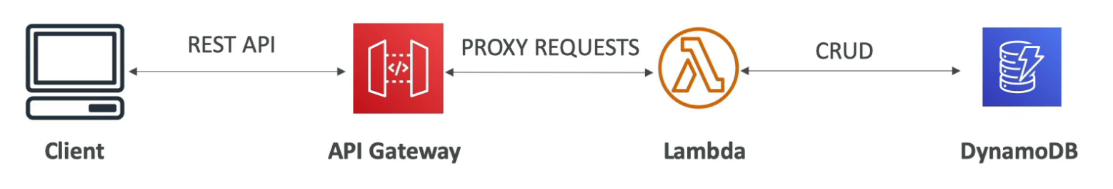 REST API
PROXY REQUESTS
CRUD
</>
Client
API Gateway
Lambda
DynamoDB